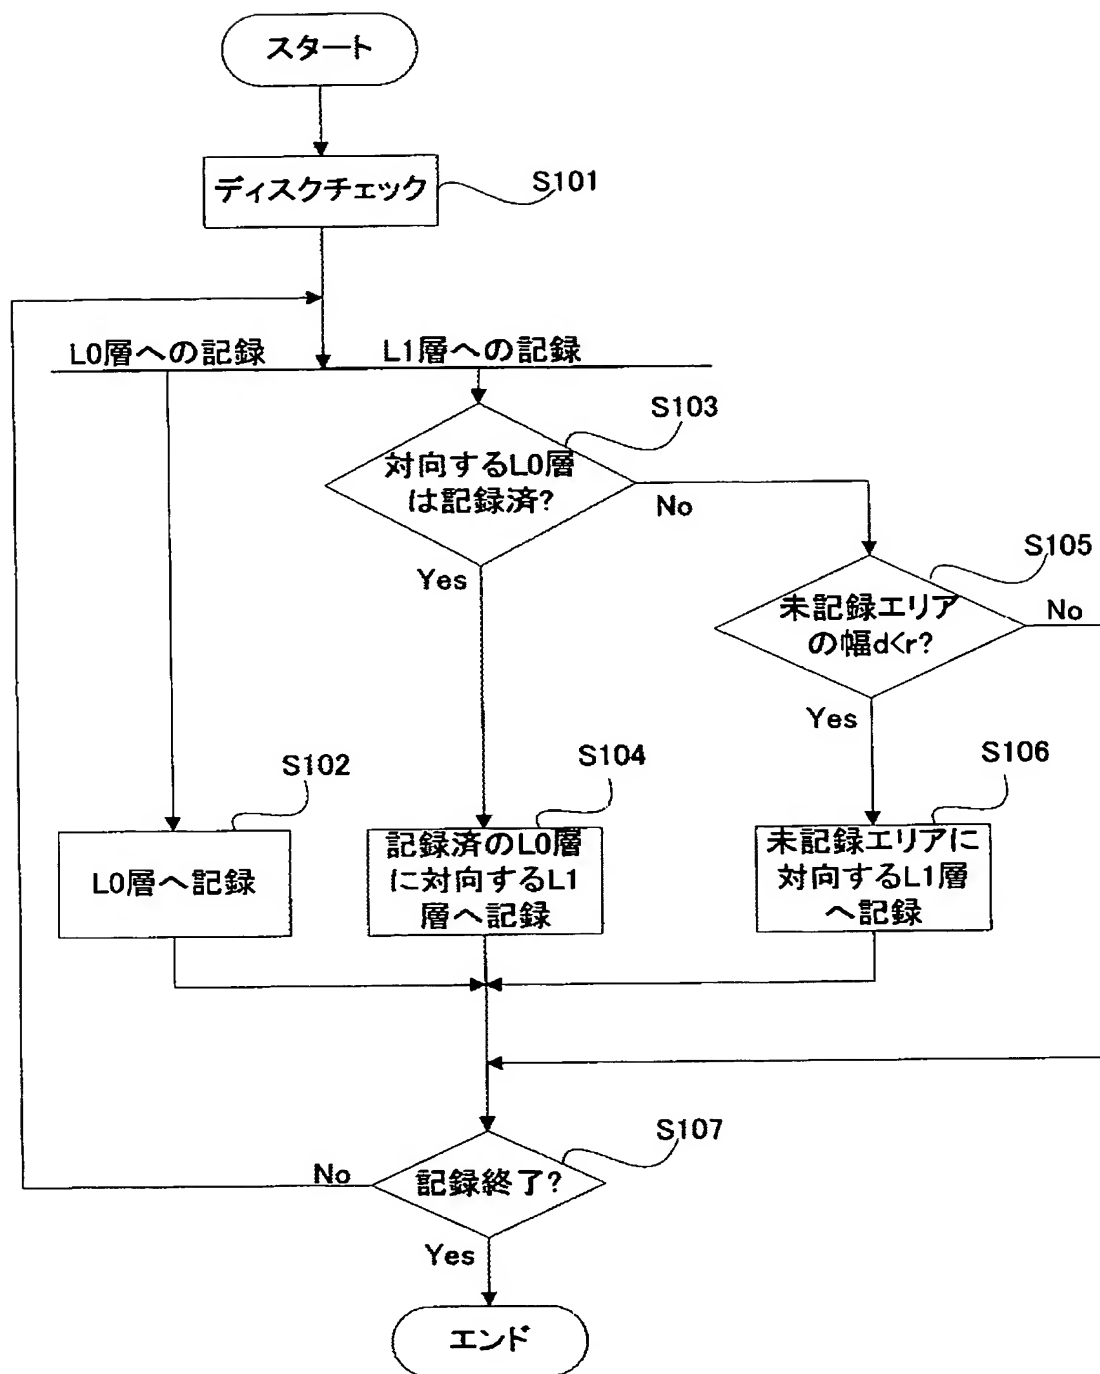 スタート
ディスクチェック
S101
L0層への記録
L1層への記録
S103
対向するL0層
は記録済?
No
Yes
S105
未記録エリア
の幅d<r?
No
Yes
S102
S104
S106
L0層へ記録
記録済のL0層
に対向するL1
層へ記録
未記録エリアに
対向するL1層
へ記録
S107
記録終了?
No
Yes
エンド